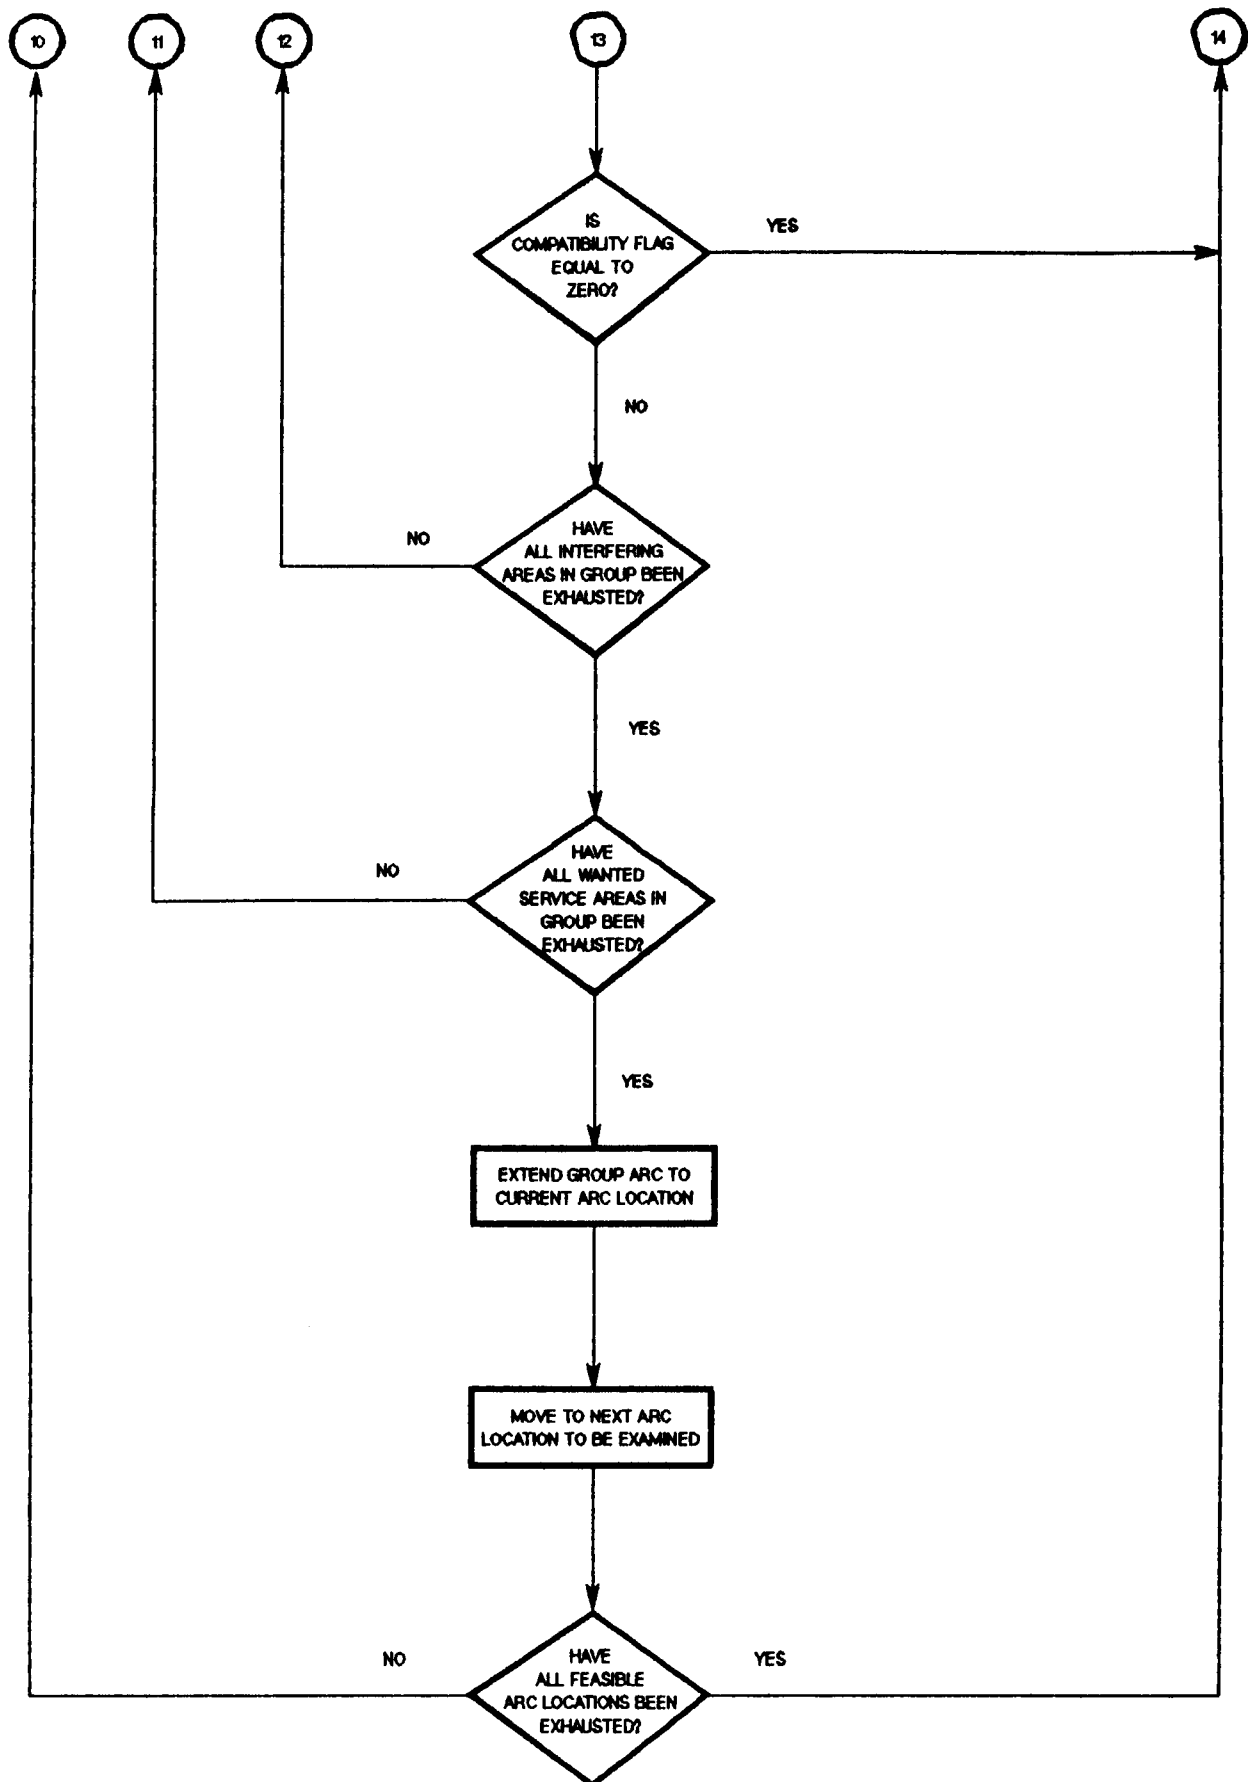 10
11
12
13
14
IS
COMPATIBILITY FLAG
EQUAL TO
ZERO?
YES
NO
HAVE
ALL INTERFERING
AREAS IN GROUP BEEN
EXHAUSTED?
NO
YES
HAVE
ALL WANTED
SERVICE AREAS IN
GROUP BEEN
EXHAUSTED?
NO
YES
EXTEND GROUP ARC TO
CURRENT ARC LOCATION
MOVE TO NEXT ARC
LOCATION TO BE EXAMINED
HAVE
ALL FEASIBLE
ARC LOCATIONS BEEN
EXHAUSTED?
NO
YES